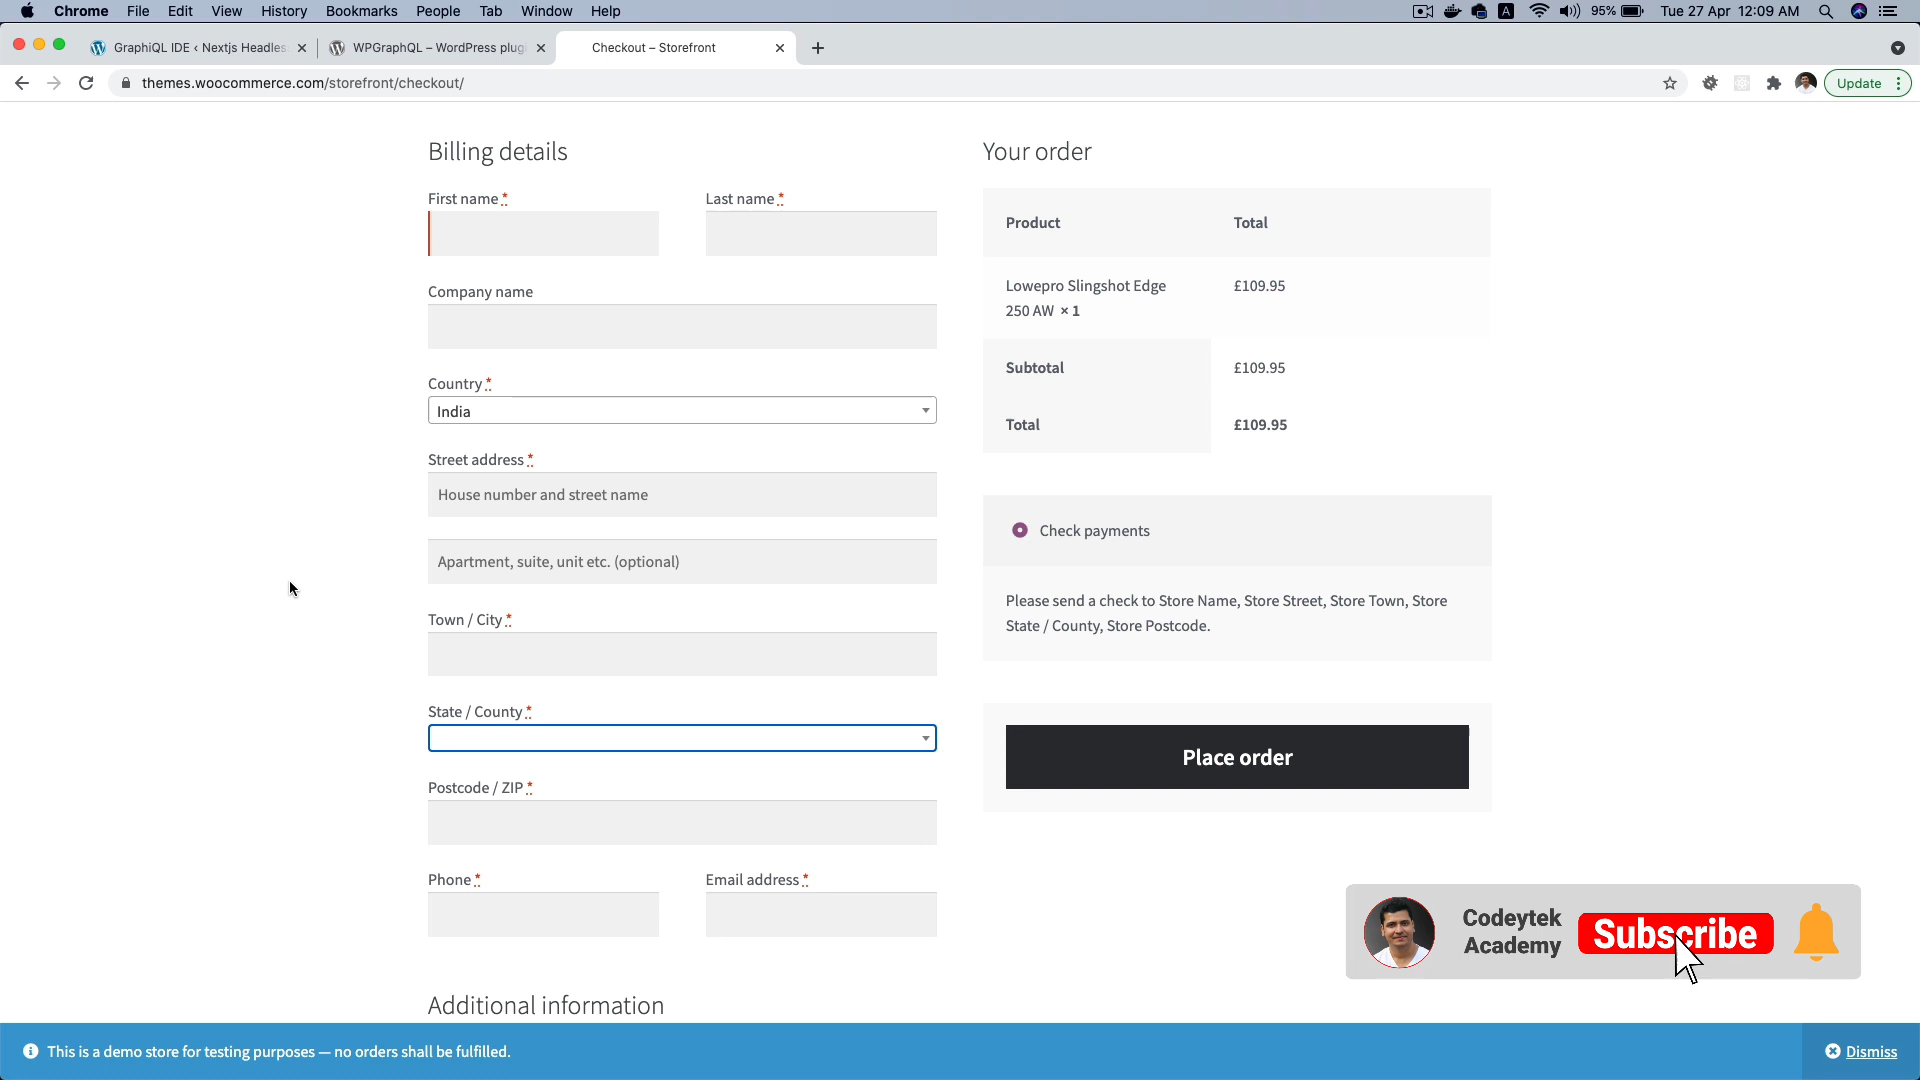 Chrome File Edit View History Bookmarks People Tab Window Help
A 95% Tue 27 Apr 12:09 AM
GraphiQL IDE ‹ Nextjs Headles
WPGraphQL – WordPress plug
Checkout – Storefront
themes.woocommerce.com/storefront/checkout/
Update
Billing details
First name *
Last name *
Company name
Country *
India
Street address *
House number and street name
Apartment, suite, unit etc. (optional)
Town / City *
State / County *
Postcode / ZIP *
Phone *
Email address *
Additional information
Your order
Product Total
Lowepro Slingshot Edge £109.95
250 AW × 1
Subtotal £109.95
Total £109.95
Check payments
Please send a check to Store Name, Store Street, Store Town, Store
State / County, Store Postcode.
Place order
Codeytek
Academy
Subscribe
This is a demo store for testing purposes — no orders shall be fulfilled.
Dismiss